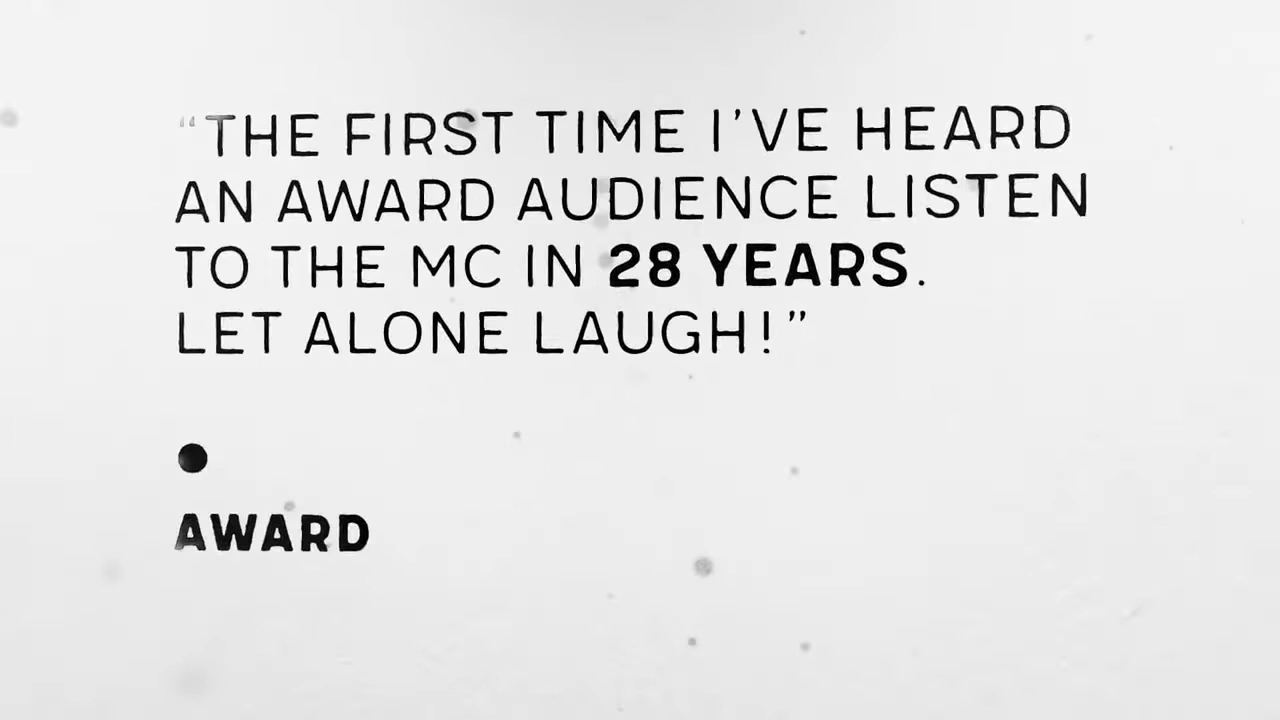 “THE FIRST TIME I’VE HEARD
AN AWARD AUDIENCE LISTEN
TO THE MC IN 28 YEARS.
LET ALONE LAUGH!”
AWARD